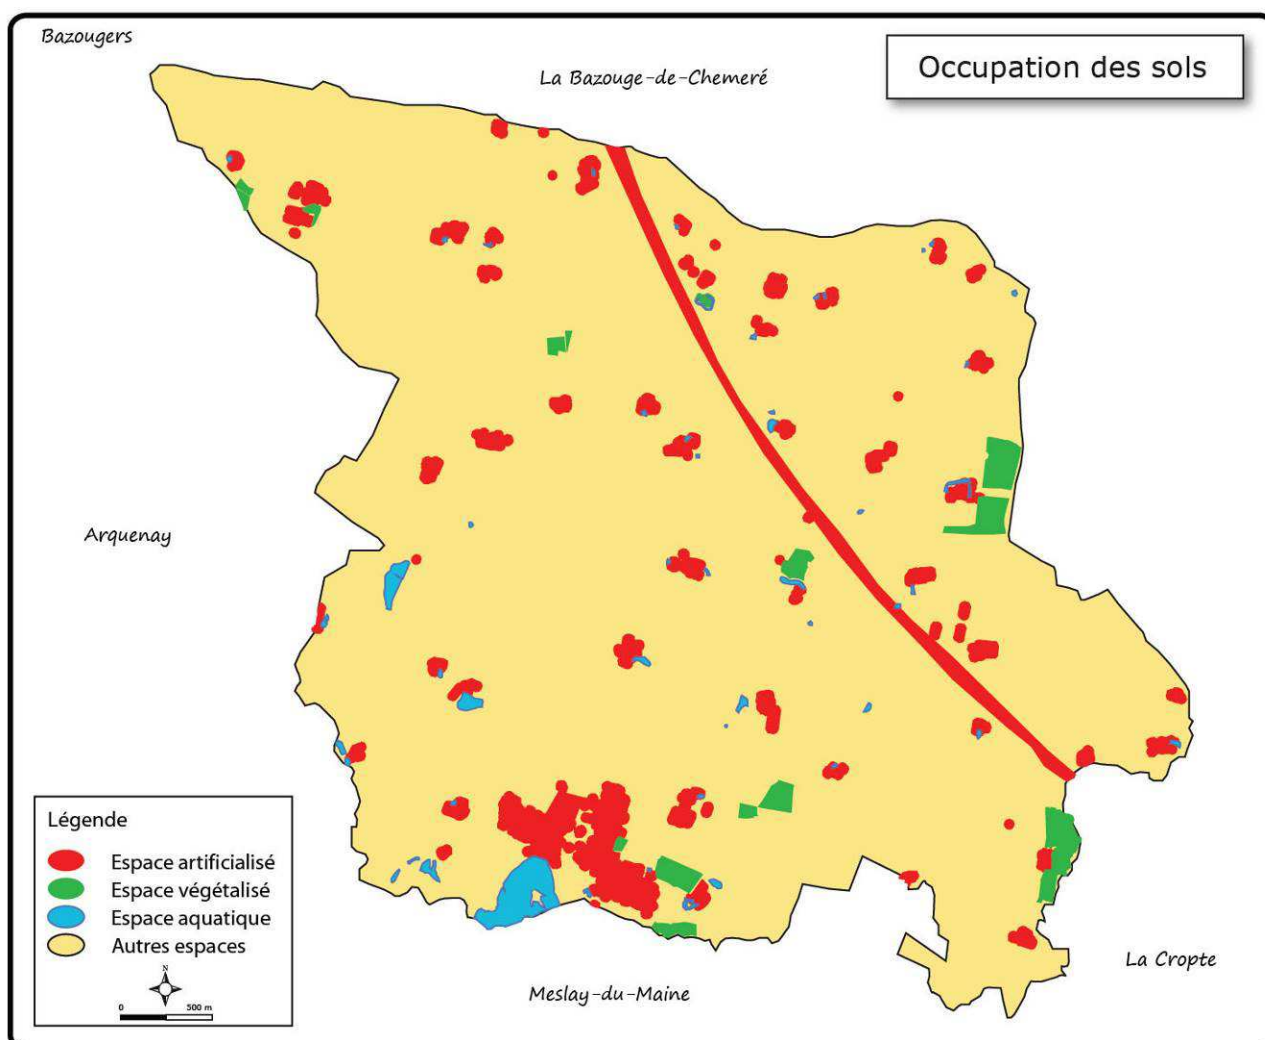 Bazougers
La Bazouge-de-Chemeré
Occupation des sols
Arquenay
Légende
Espace artificialisé
Espace végétalisé
Espace aquatique
Autres espaces
N
0 500 m
Meslay-du-Maine
La Cropte